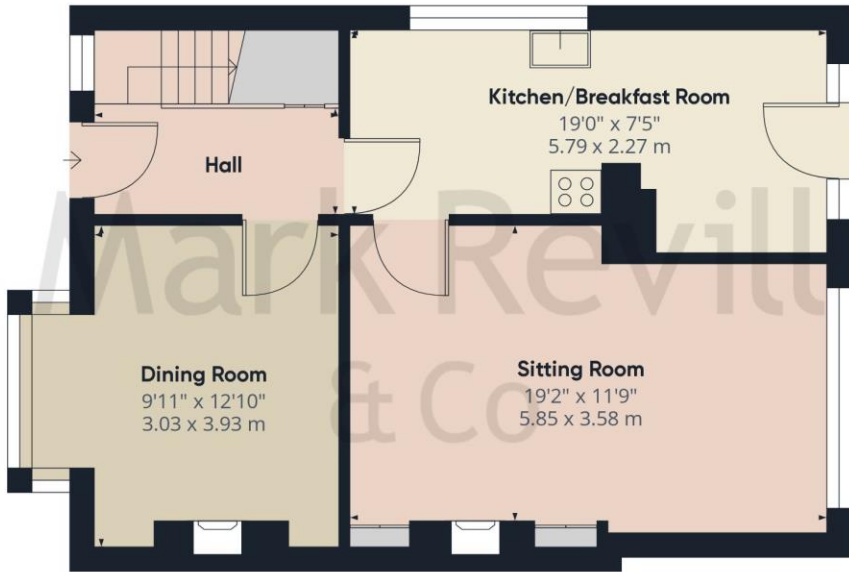 Kitchen/Breakfast Room
19'0" x 7'5"
5.79 x 2.27 m
Hall
Mark Revill
& Co
Dining Room
9'11" x 12'10"
3.03 x 3.93 m
Sitting Room
19'2" x 11'9"
5.85 x 3.58 m